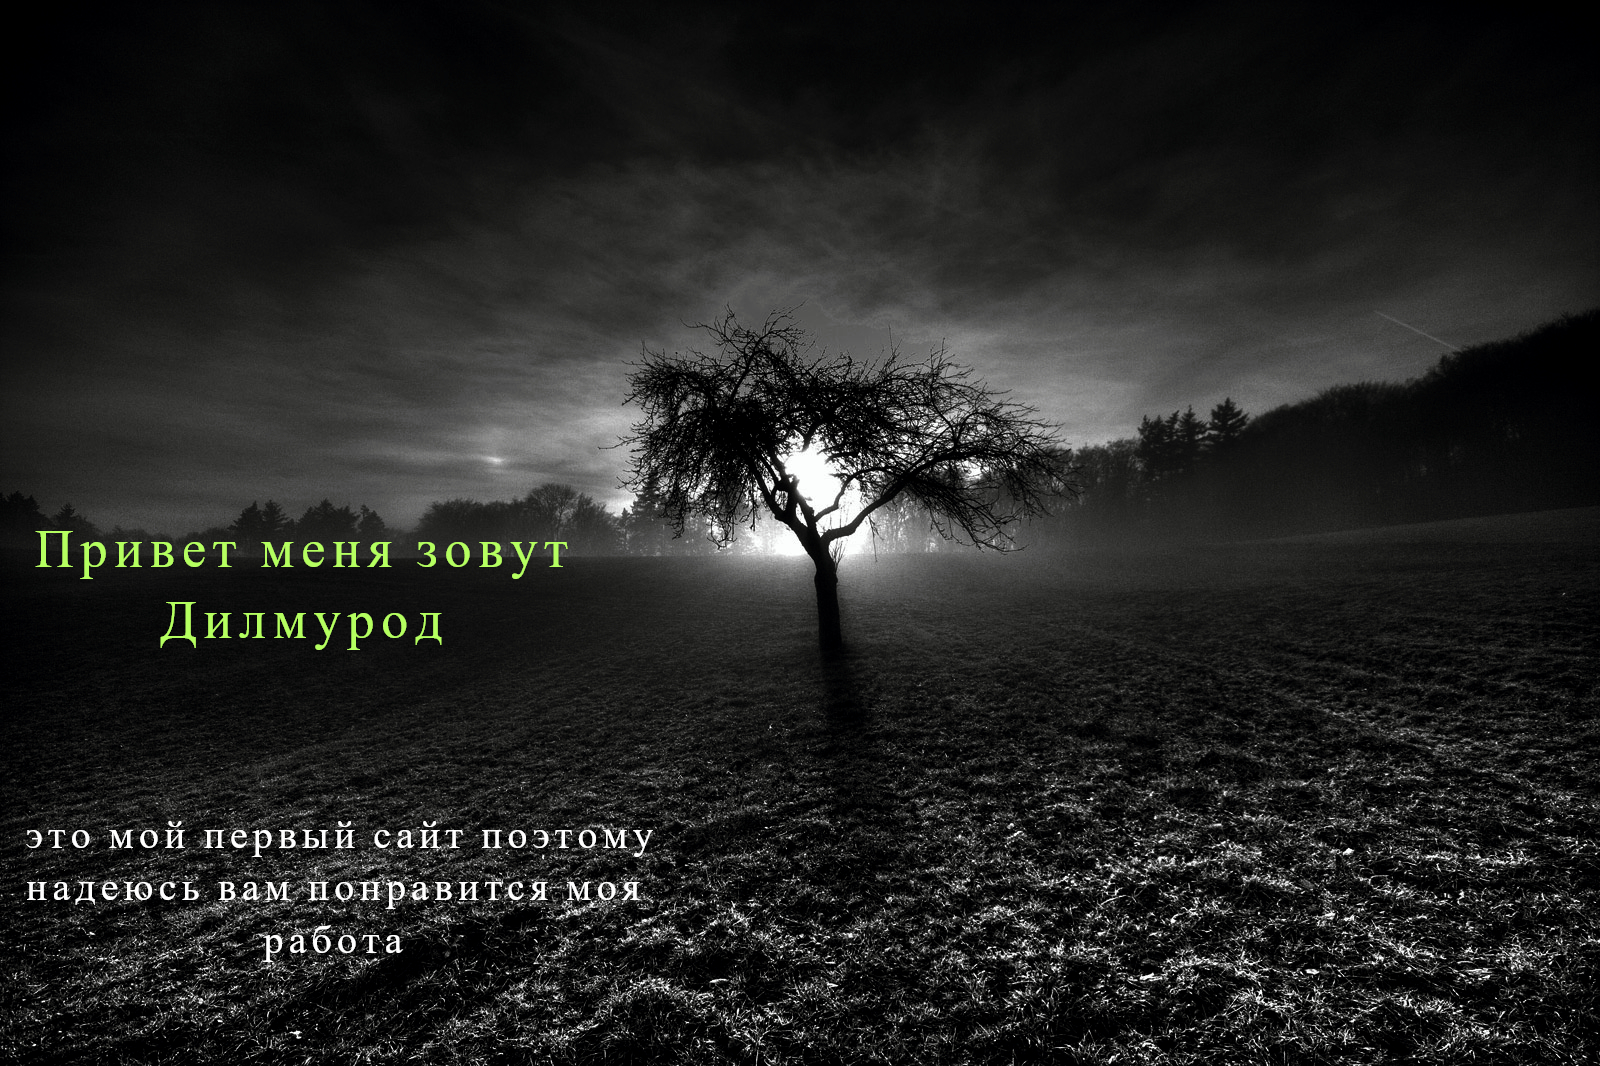 Привет меня зовут
Дилмурод
это мой первый сайт поэтому
надеюсь вам понравится моя
работа